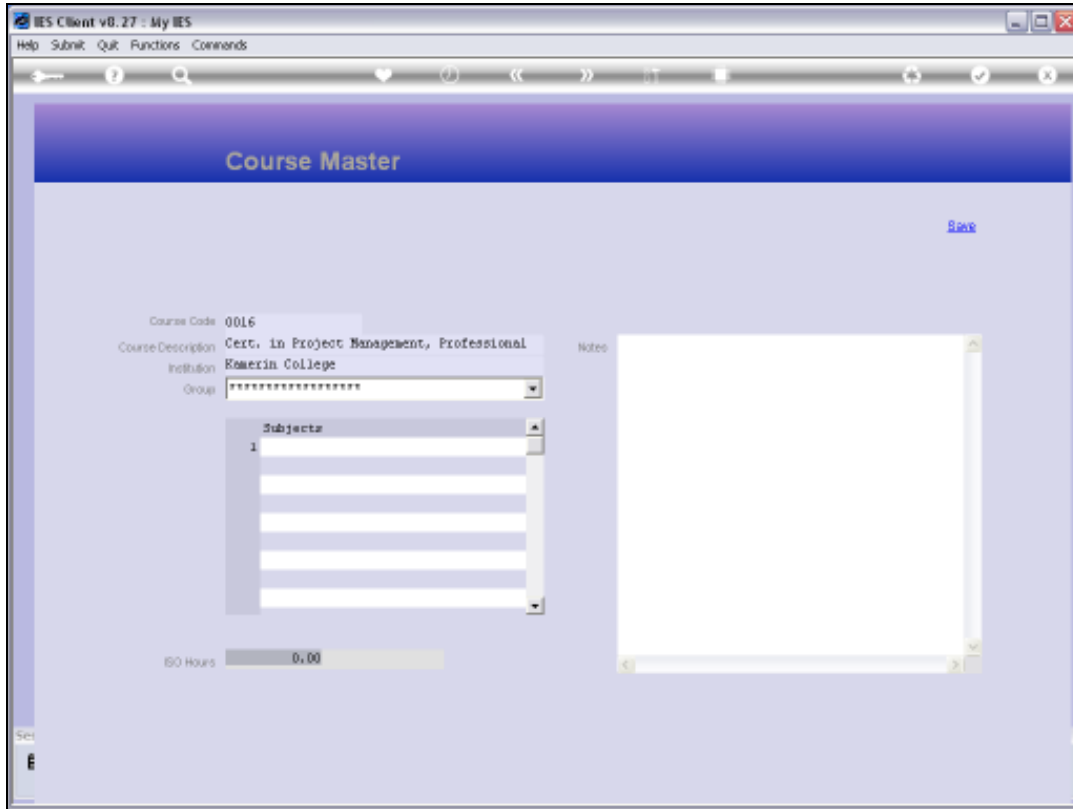 IES Client v8.27 : My IES
Help Submit Quit Functions Commands
Course Master
Save
Course Code 0016
Course Description Cert. in Project Management, Professional
Notes
Institution Kamerin College
Group ******************
Subjects
1
ISO Hours 0.00